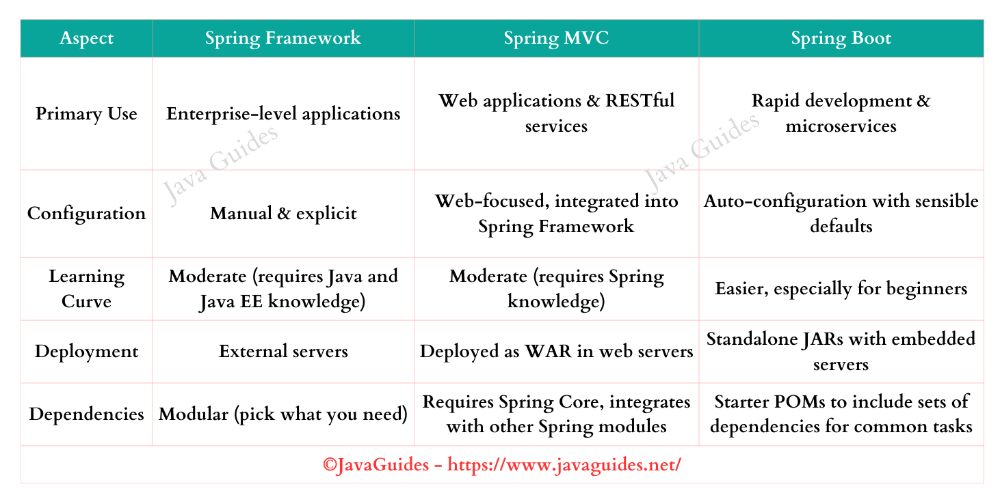 Aspect
Spring Framework
Spring MVC
Spring Boot
Primary Use
Enterprise-level applications
Web applications & RESTful
services
Rapid development &
microservices
Java Guides
Java Guides
Configuration
Manual & explicit
Web-focused, integrated into
Spring Framework
Auto-configuration with sensible
defaults
Learning
Curve
Moderate (requires Java and
Java EE knowledge)
Moderate (requires Spring
knowledge)
Easier, especially for beginners
Deployment
External servers
Deployed as WAR in web servers
Standalone JARs with embedded
servers
Dependencies
Modular (pick what you need)
Requires Spring Core, integrates
with other Spring modules
Starter POMs to include sets of
dependencies for common tasks
©JavaGuides - https://www.javaguides.net/